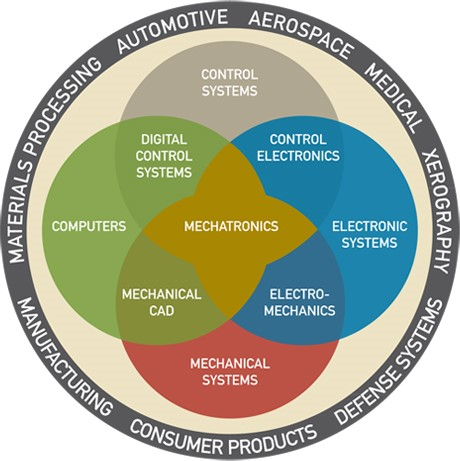 MATERIALS PROCESSING
AUTOMOTIVE
AEROSPACE
MEDICAL
XEROGRAPHY
CONTROL
SYSTEMS
DIGITAL
CONTROL
SYSTEMS
CONTROL
ELECTRONICS
COMPUTERS
MECHATRONICS
ELECTRONIC
SYSTEMS
MECHANICAL
CAD
ELECTRO-
MECHANICS
MECHANICAL
SYSTEMS
MANUFACTURING
CONSUMER PRODUCTS
DEFENSE SYSTEMS